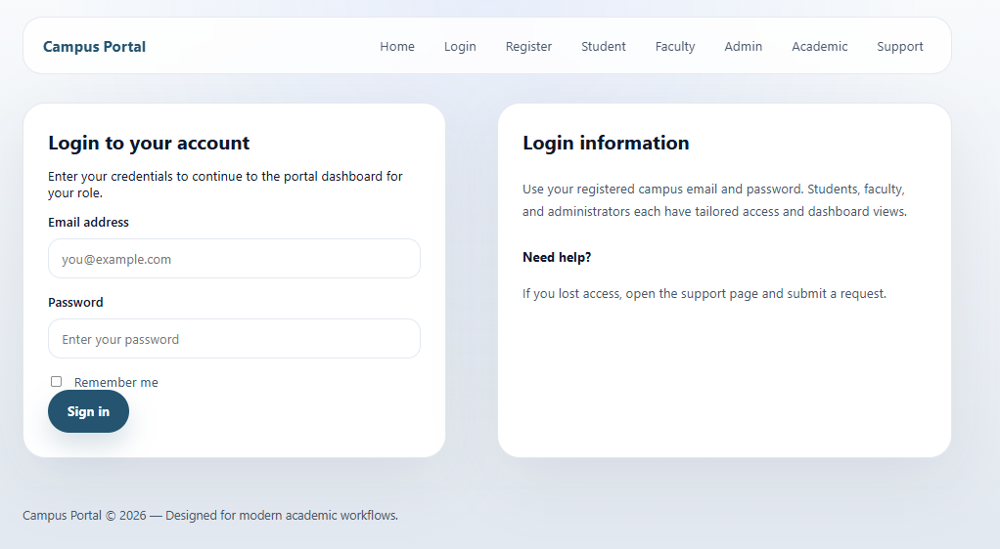 Campus Portal
Home Login Register Student Faculty Admin Academic Support
Login to your account
Enter your credentials to continue to the portal dashboard for
your role.
Email address
you@example.com
Password
Enter your password
Remember me
Sign in
Login information
Use your registered campus email and password. Students, faculty,
and administrators each have tailored access and dashboard views.
Need help?
If you lost access, open the support page and submit a request.
Campus Portal © 2026 — Designed for modern academic workflows.